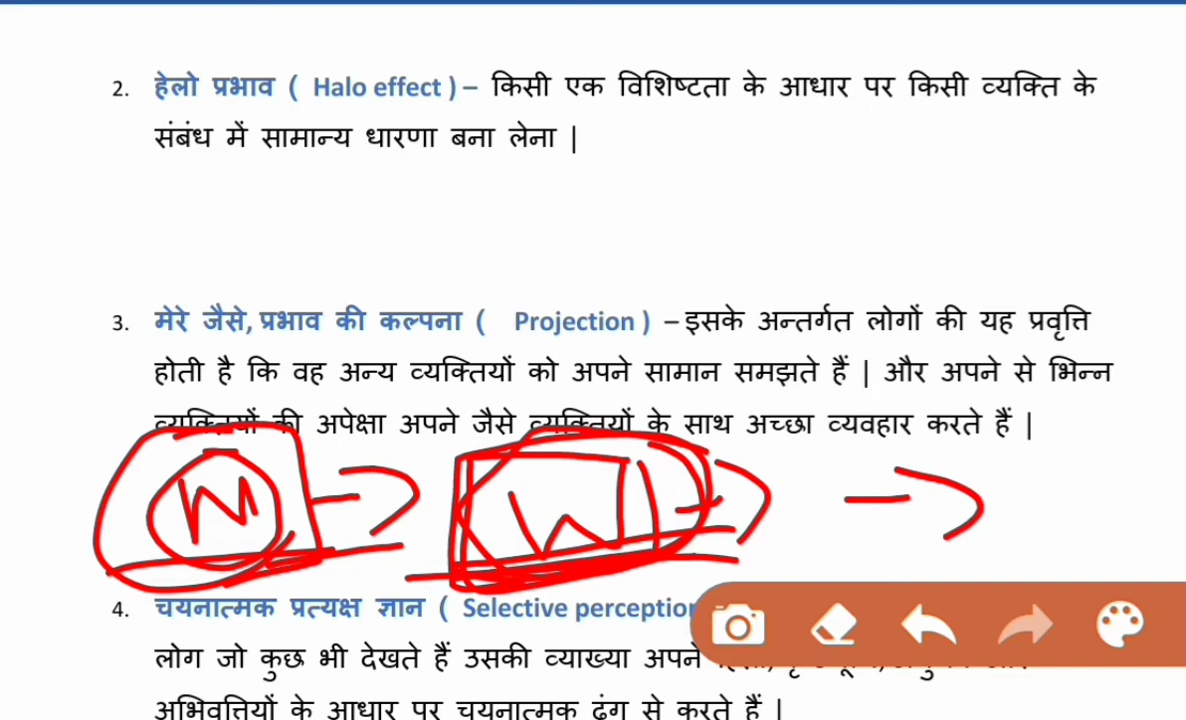 2. हेलो प्रभाव ( Halo effect ) – किसी एक विशिष्टता के आधार पर किसी व्यक्ति के
संबंध में सामान्य धारणा बना लेना |
3. मेरे जैसे, प्रभाव की कल्पना ( Projection ) – इसके अन्तर्गत लोगों की यह प्रवृत्ति
होती है कि वह अन्य व्यक्तियों को अपने सामान समझते हैं | और अपने से भिन्न
व्यक्तियों की अपेक्षा अपने जैसे व्यक्तियों के साथ अच्छा व्यवहार करते हैं |
M W
4. चयनात्मक प्रत्यक्ष ज्ञान ( Selective perception
लोग जो कुछ भी देखते हैं उसकी व्याख्या अपने
अभिवृत्तियों के आधार पर चयनात्मक ढंग से करते हैं |